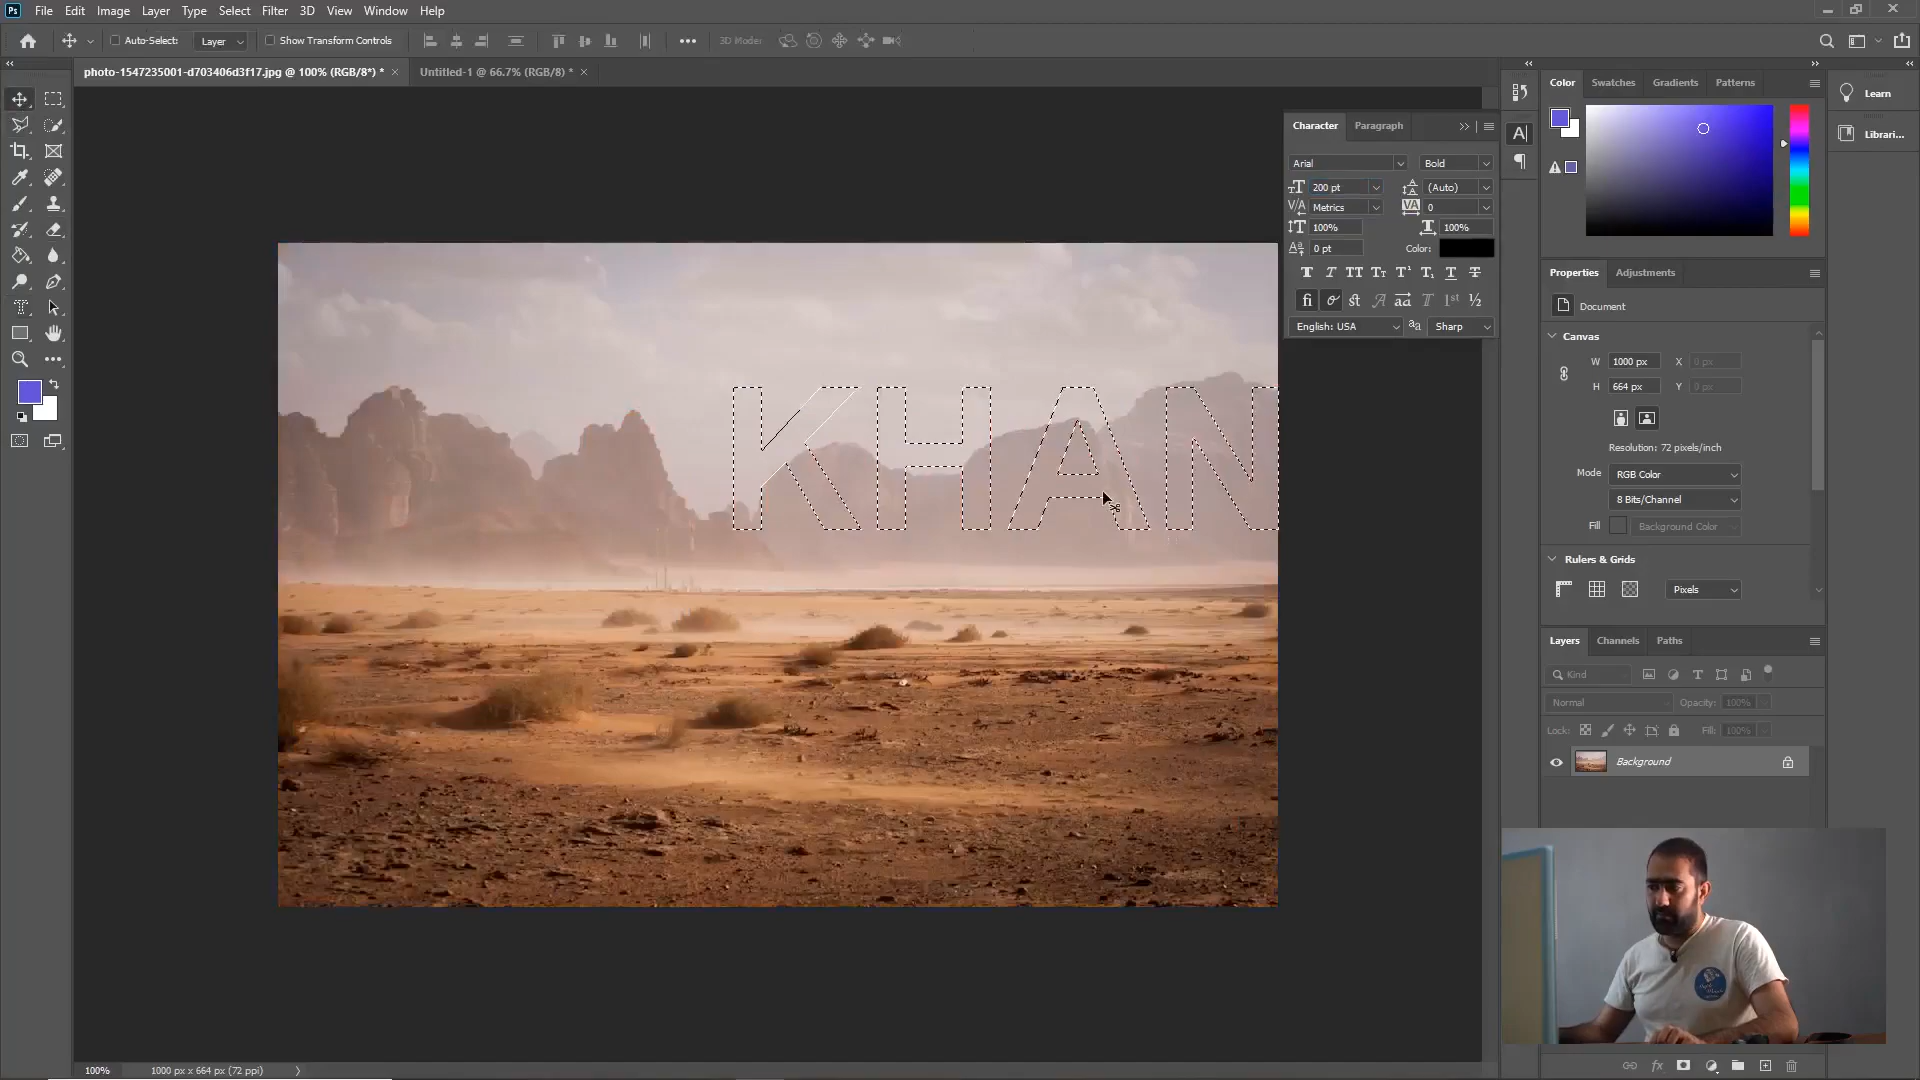 Ps File Edit Image Layer Type Select Filter 3D View Window Help
Auto-Select: Layer Show Transform Controls 3D Mode:
photo-1547235001-d703406d3f17.jpg @ 100% (RGB/8*) * Untitled-1 @ 66.7% (RGB/8) *
Character Paragraph
Arial Bold
200 pt (Auto)
Metrics 0
100% 100%
0 pt Color:
English: USA Sharp
Color Swatches Gradients Patterns
Learn
Librari...
Properties Adjustments
Document
Canvas
W 1000 px X 0 px
H 664 px Y 0 px
Resolution: 72 pixels/inch
Mode RGB Color
8 Bits/Channel
Fill Background Color
Rulers & Grids
Pixels
Layers Channels Paths
Kind
Normal Opacity: 100%
Lock: Fill: 100%
Background
KHAN
100% 1000 px x 664 px (72 ppi)